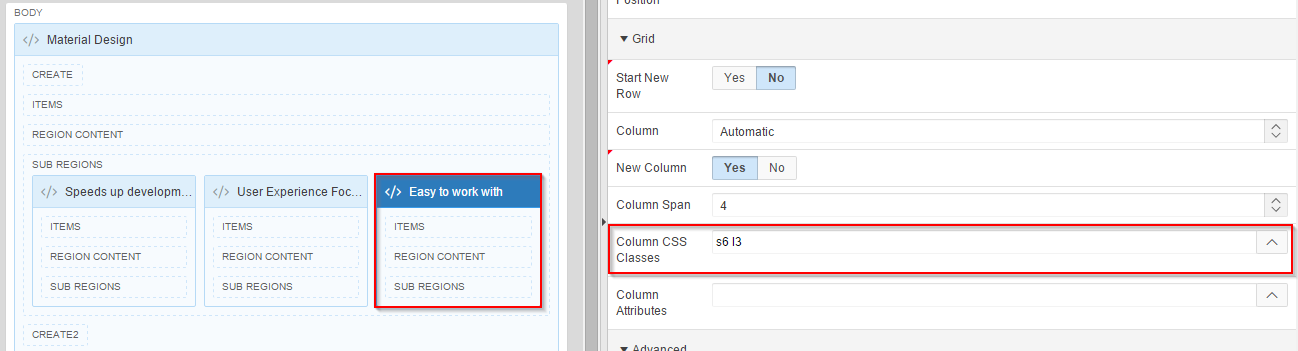 BODY
</> Material Design
CREATE
ITEMS
REGION CONTENT
SUB REGIONS
</> Speeds up developm... </> User Experience Foc... </> Easy to work with
ITEMS ITEMS ITEMS
REGION CONTENT REGION CONTENT REGION CONTENT
SUB REGIONS SUB REGIONS SUB REGIONS
CREATE2
Position
Grid
Start New Yes No
Row
Column Automatic
New Column Yes No
Column Span 4
Column CSS s6 l3
Classes
Column
Attributes
Advanced